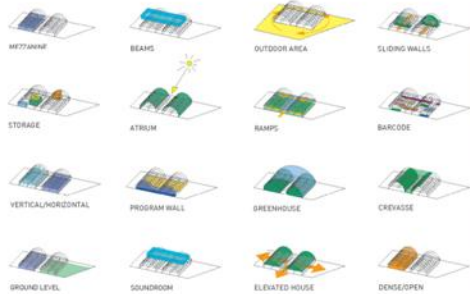 MEZZANINE
BEAMS
OUTDOOR AREA
SLIDING WALLS
STORAGE
ATRIUM
RAMPS
BARCODE
VERTICAL/HORIZONTAL
PROGRAM WALL
GREENHOUSE
CREVASSE
GROUND LEVEL
SOUNDROOM
ELEVATED HOUSE
DENSE/OPEN